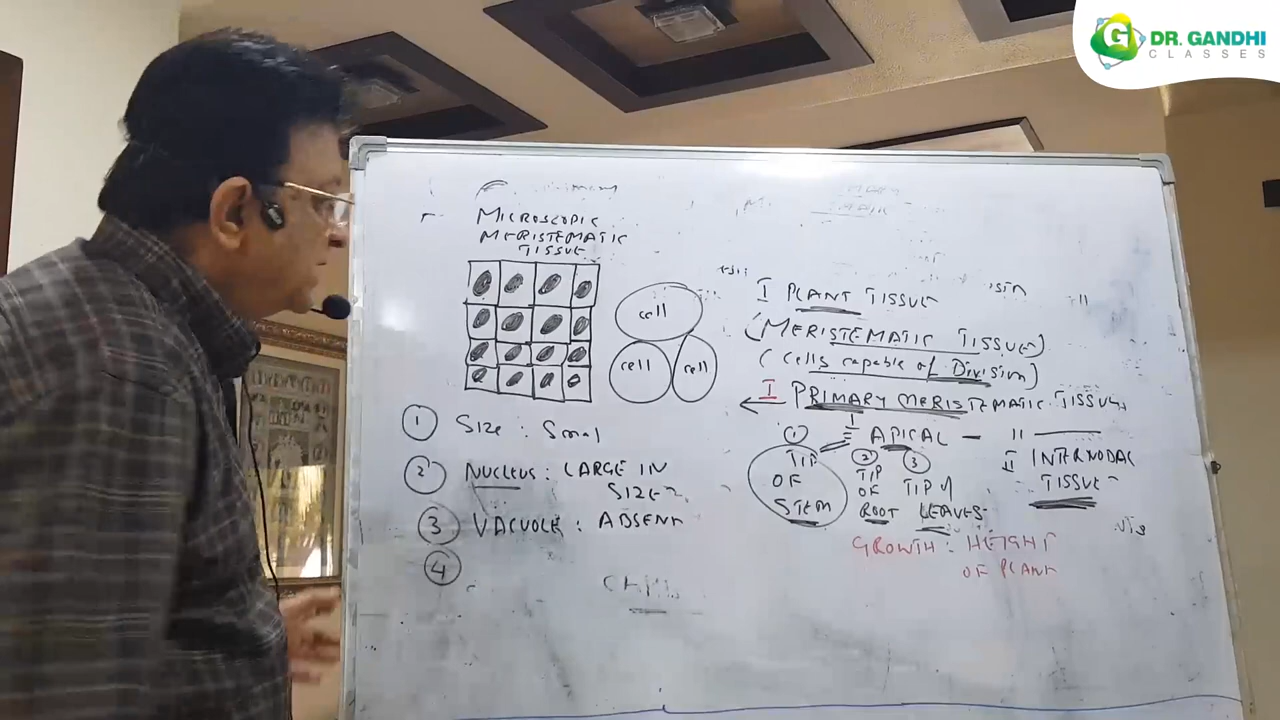 DR. GANDHI
CLASSES
MICROSCOPIC
MERISTEMATIC
TISSUE
cell
cell
cell
1 SIZE : Small
2 NUCLEUS : LARGE IN
SIZE
3 VACUOLE : ABSENT
4
I PLANT TISSUE
(MERISTEMATIC TISSUE)
(Cells capable of Division)
I PRIMARY MERISTEMATIC TISSUE
I APICAL
1 TIP
OF
STEM
2 TIP
OF
ROOT
3 TIP of
LEAVES
II INTERNODAL
TISSUE
GROWTH : HEIGHT
OF PLANT